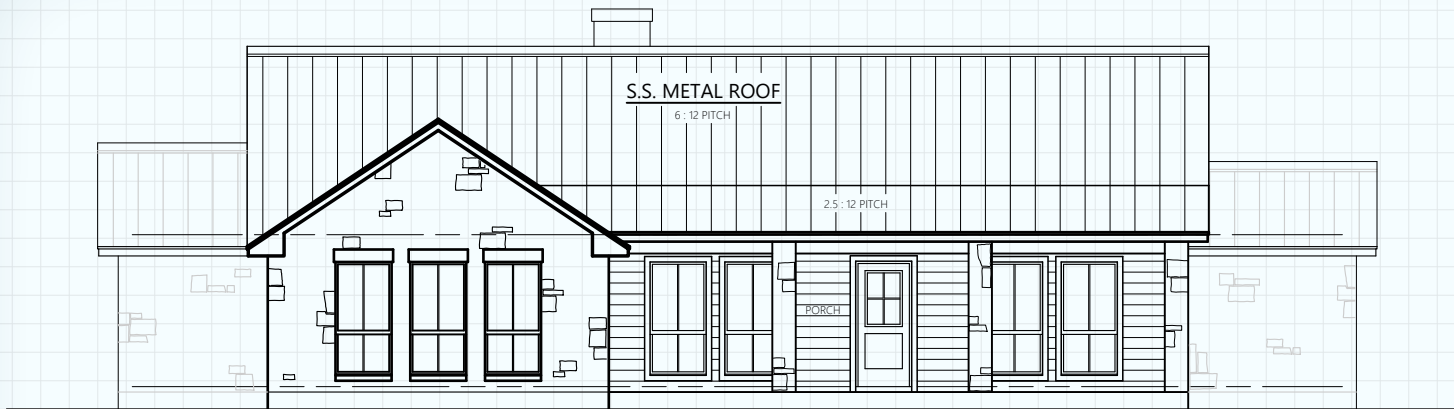 S.S. METAL ROOF
6 : 12 PITCH
2.5 : 12 PITCH
PORCH